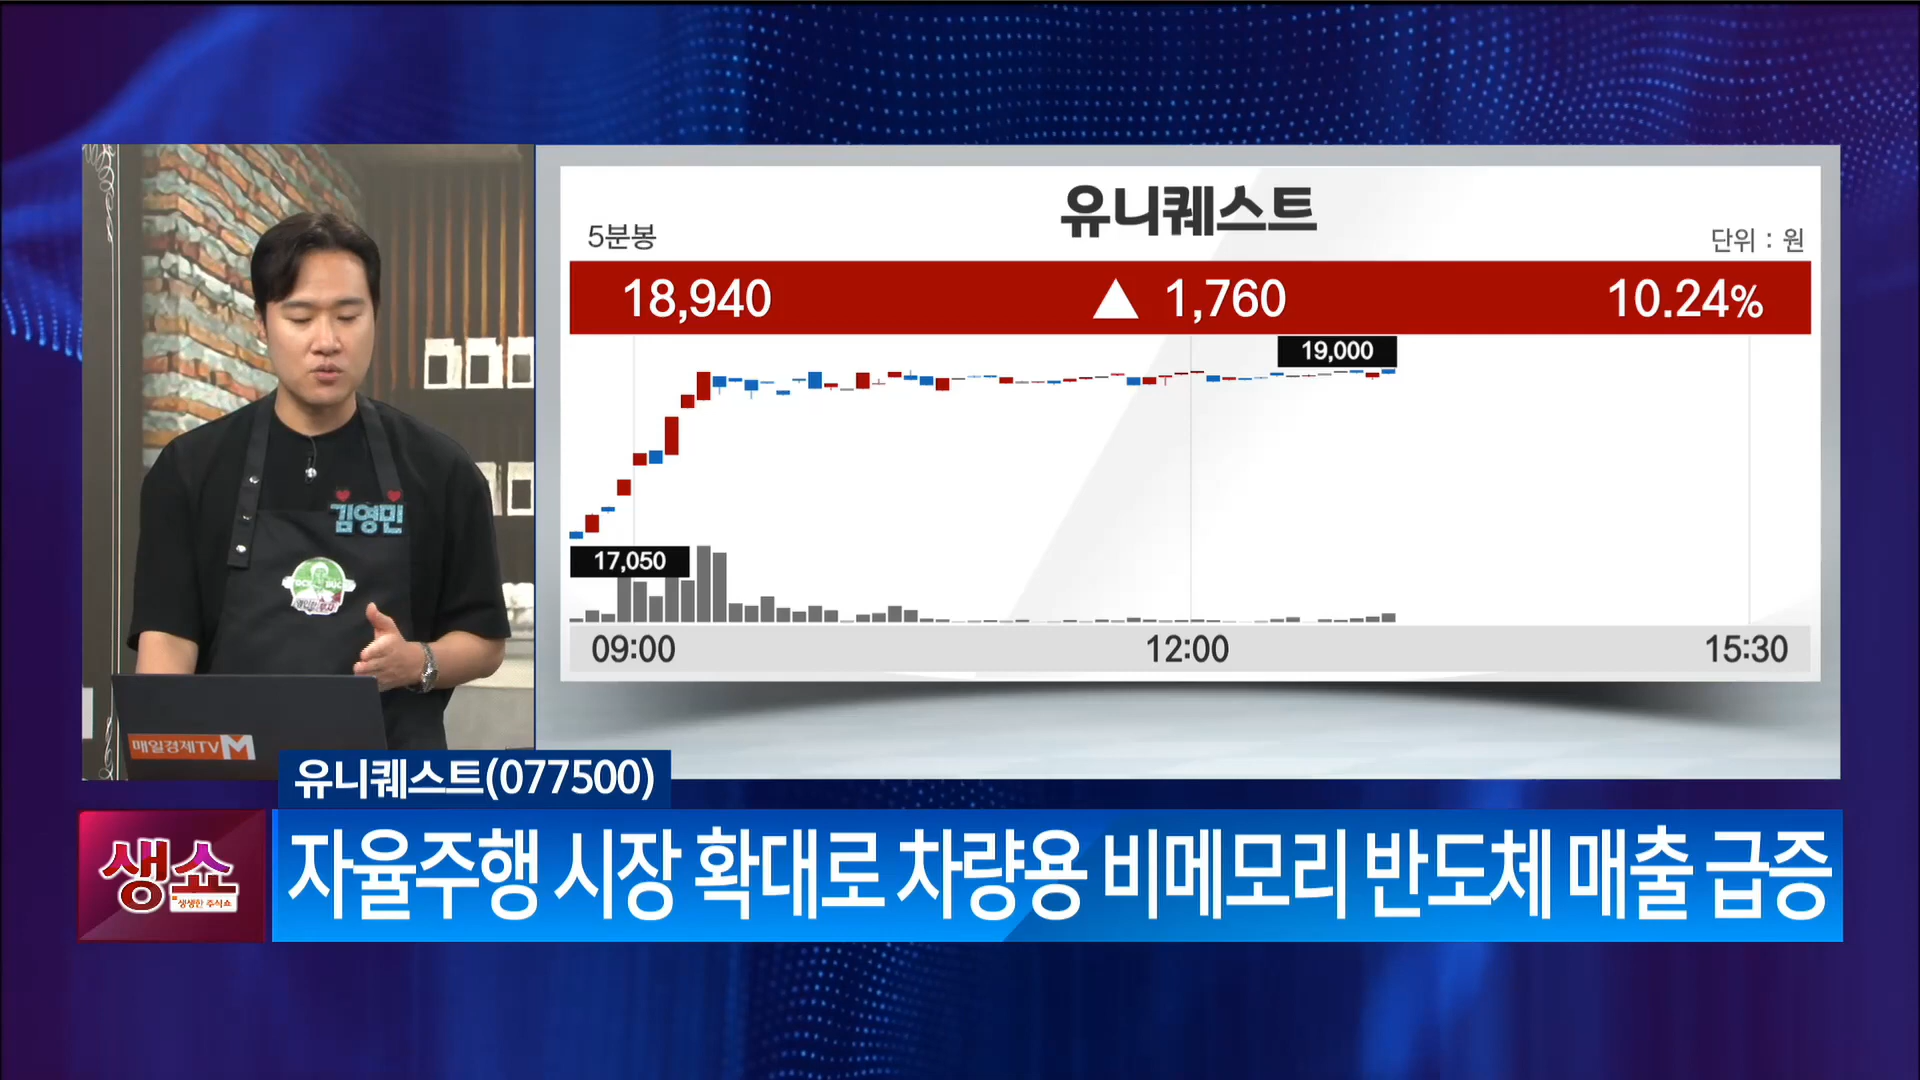 유니퀘스트
5분봉
단위 : 원
18,940 ▲ 1,760 10.24%
19,000
17,050
09:00 12:00 15:30
김영민
매일경제TV M
유니퀘스트(077500)
생쇼
생생한 주식쇼
자율주행 시장 확대로 차량용 비메모리 반도체 매출 급증